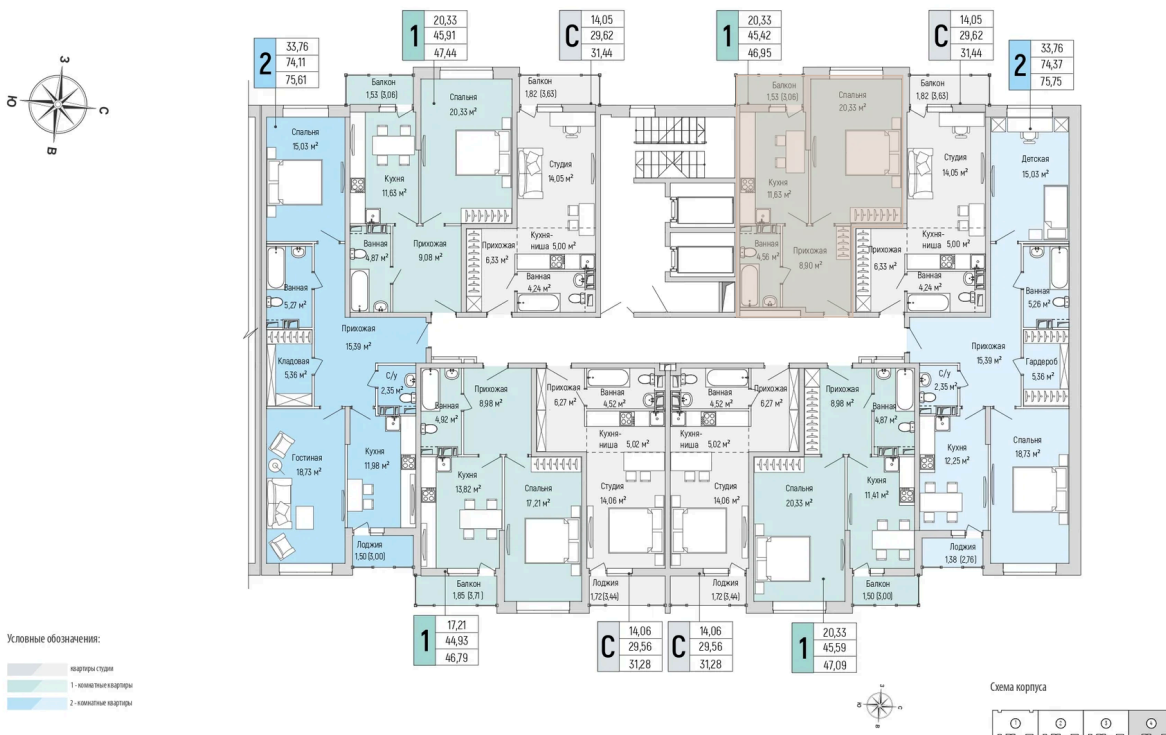 З
С
Ю
В
2
33,76
74,11
75,61
1
20,33
45,91
47,44
С
14,05
29,62
31,44
1
20,33
45,42
46,95
С
14,05
29,62
31,44
2
33,76
74,37
75,75
Балкон
1,53 (3,06)
Спальня
20,33 м²
Балкон
1,82 (3,63)
Балкон
1,53 (3,06)
Спальня
20,33 м²
Балкон
1,82 (3,63)
Спальня
15,03 м²
Кухня
11,63 м²
Студия
14,05 м²
Кухня
11,63 м²
Студия
14,05 м²
Детская
15,03 м²
Ванная
4,87 м²
Прихожая
9,08 м²
Прихожая
6,33 м²
Кухня-
ниша 5,00 м²
Ванная
4,24 м²
Ванная
4,56 м²
Прихожая
8,90 м²
Прихожая
6,33 м²
Кухня-
ниша 5,00 м²
Ванная
4,24 м²
Ванная
5,27 м²
Ванная
5,26 м²
Прихожая
15,39 м²
Прихожая
15,39 м²
Кладовая
5,36 м²
С/у
2,35 м²
Ванная
4,92 м²
Прихожая
8,98 м²
Прихожая
6,27 м²
Ванная
4,52 м²
Ванная
4,52 м²
Прихожая
6,27 м²
Прихожая
8,98 м²
Ванная
4,87 м²
С/у
2,35 м²
Гардероб
5,36 м²
Кухня-
ниша 5,02 м²
Кухня-
ниша 5,02 м²
Гостиная
18,73 м²
Кухня
11,98 м²
Кухня
13,82 м²
Спальня
17,21 м²
Студия
14,06 м²
Студия
14,06 м²
Спальня
20,33 м²
Кухня
11,41 м²
Кухня
12,25 м²
Спальня
18,73 м²
Лоджия
1,50 (3,00)
Балкон
1,85 (3,71)
Лоджия
1,72 (3,44)
Лоджия
1,72 (3,44)
Балкон
1,50 (3,00)
Лоджия
1,38 (2,76)
1
17,21
44,93
46,79
С
14,06
29,56
31,28
С
14,06
29,56
31,28
1
20,33
45,59
47,09
Условные обозначения:
квартиры студии
1 - комнатные квартиры
2 - комнатные квартиры
З
С
Ю
В
Схема корпуса
1
2
3
4